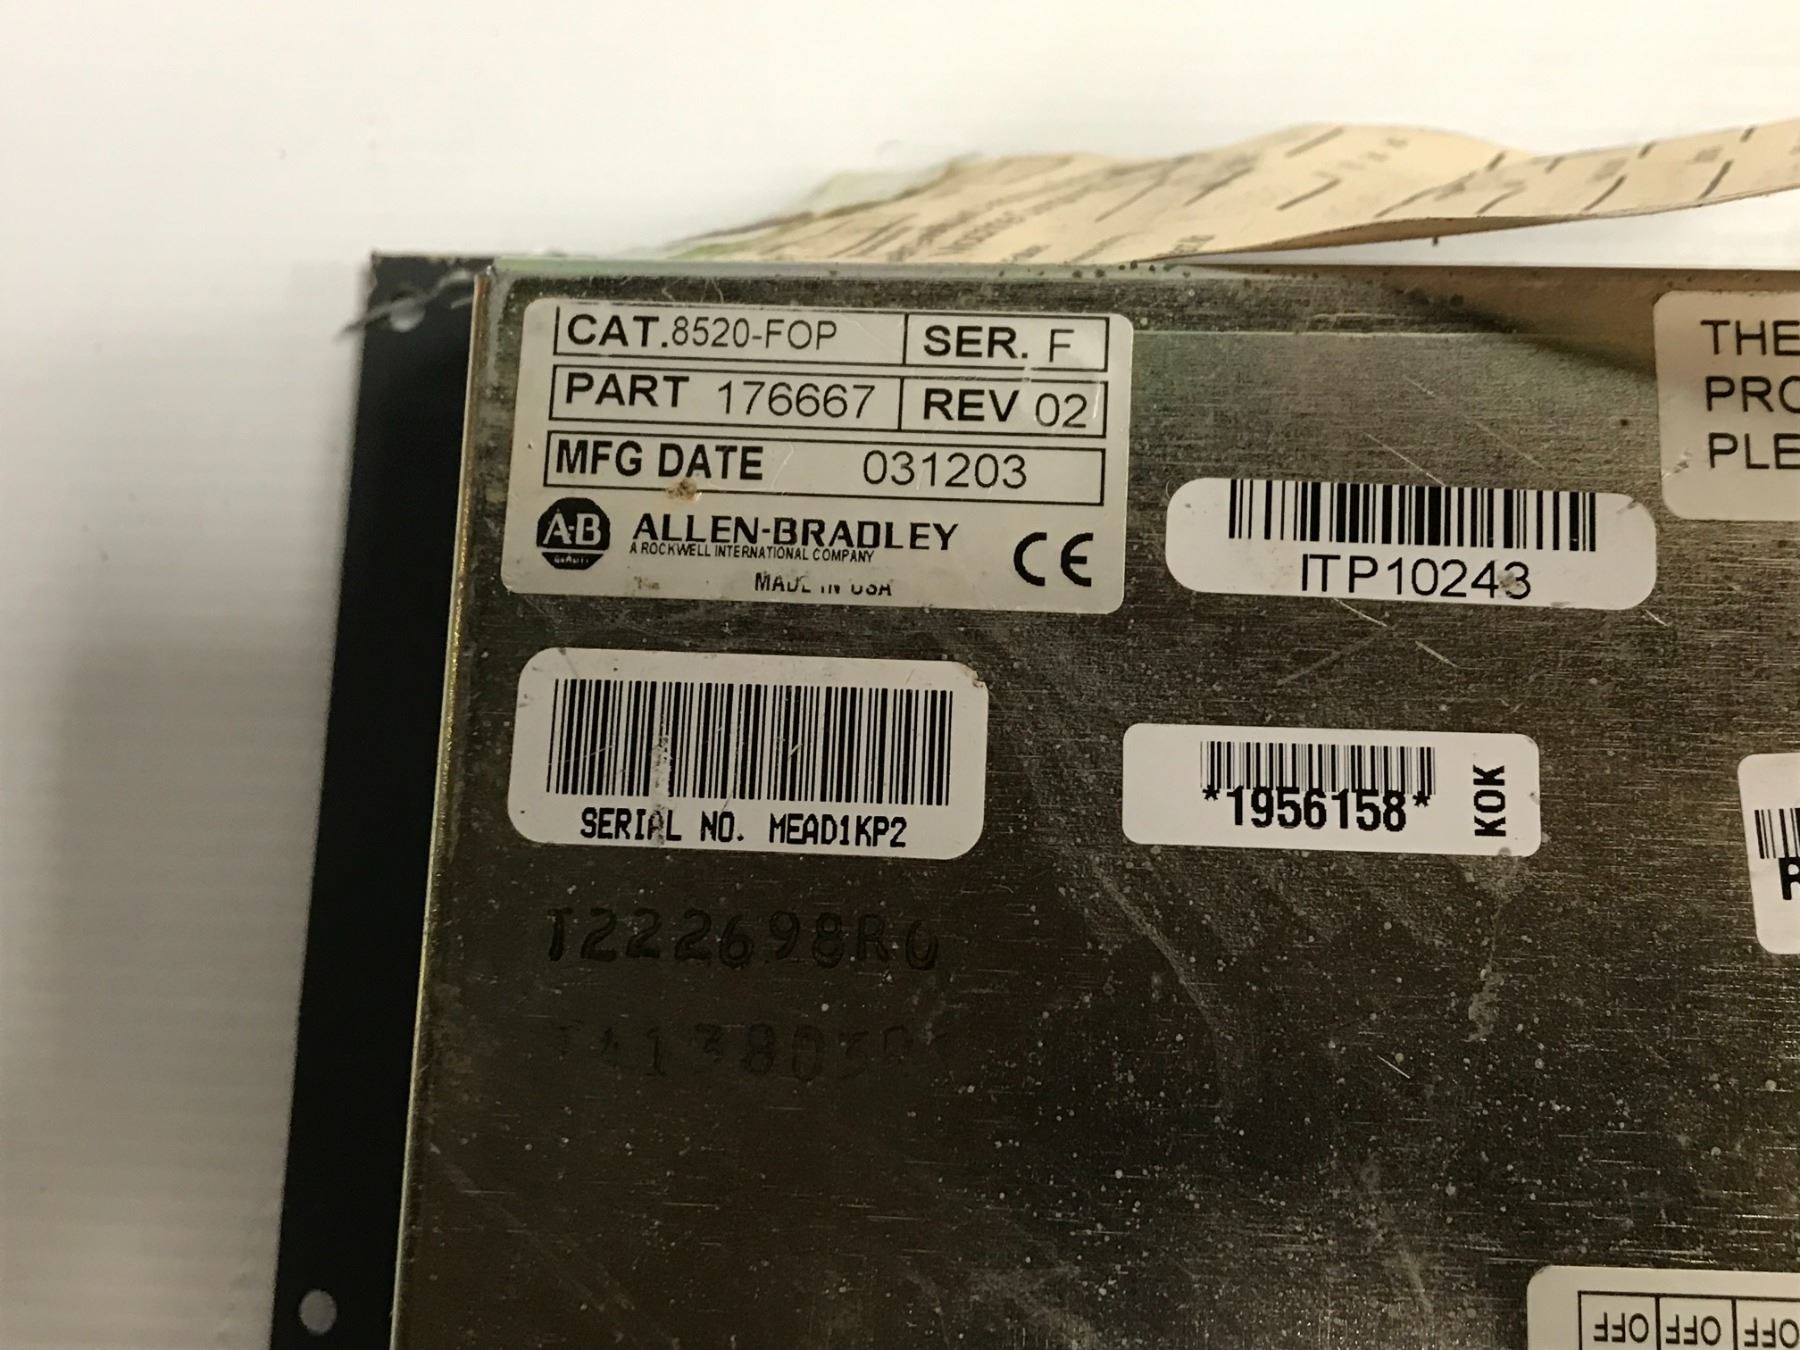 CAT.8520-FOP SER. F
PART 176667 REV 02
MFG DATE 031203
A-B
QUALITY
ALLEN-BRADLEY
A ROCKWELL INTERNATIONAL COMPANY
CE
MADE IN USA
ITP10243
THE
PRO
PLE
SERIAL NO. MEAD1KP2
*1956158*
KOK
R
T222698R0
OFF OFF OFF